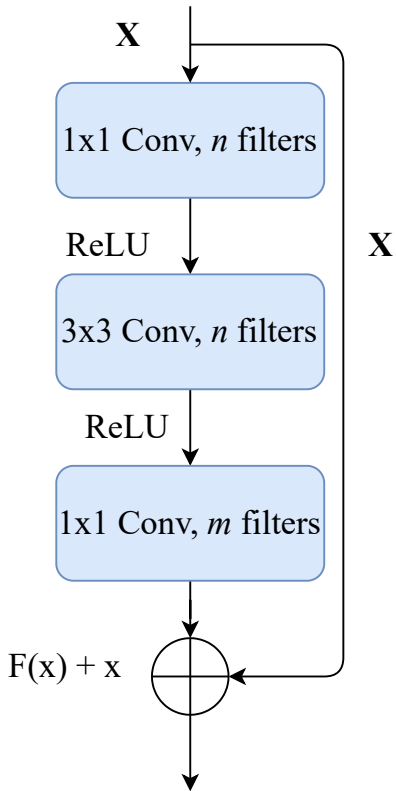 X
1x1 Conv, n filters
ReLU
X
3x3 Conv, n filters
ReLU
1x1 Conv, m filters
F(x) + x